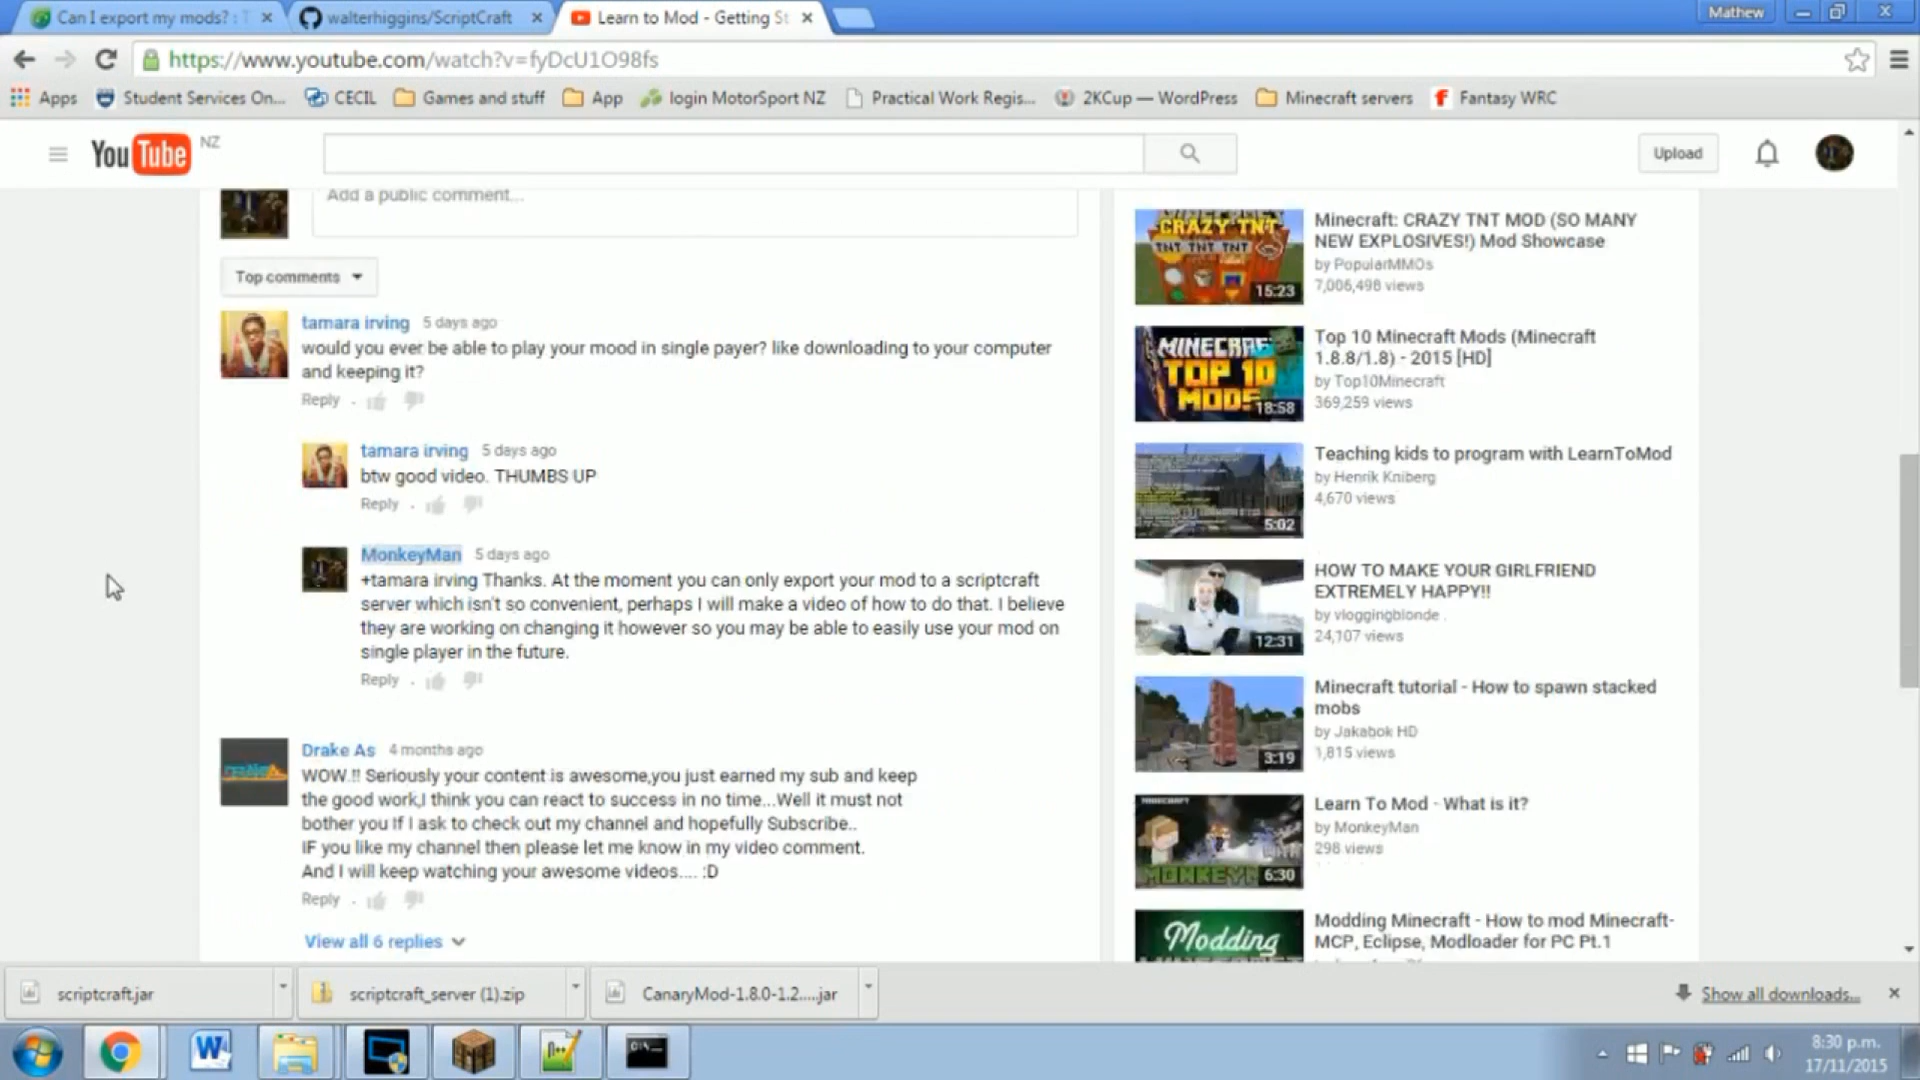 Can I export my mods? : T
walterhiggins/ScriptCraft
Learn to Mod - Getting St
Mathew
https://www.youtube.com/watch?v=fyDcU1O98fs
Apps
Student Services On...
CECIL
Games and stuff
App
login MotorSport NZ
Practical Work Regis...
2KCup — WordPress
Minecraft servers
Fantasy WRC
YouTube NZ
Upload
Add a public comment...
Top comments
tamara irving 5 days ago
would you ever be able to play your mood in single payer? like downloading to your computer
and keeping it?
Reply .
tamara irving 5 days ago
btw good video. THUMBS UP
Reply .
MonkeyMan 5 days ago
+tamara irving Thanks. At the moment you can only export your mod to a scriptcraft
server which isn't so convenient, perhaps I will make a video of how to do that. I believe
they are working on changing it however so you may be able to easily use your mod on
single player in the future.
Reply .
Drake As 4 months ago
WOW.!! Seriously your content is awesome,you just earned my sub and keep
the good work,I think you can react to success in no time...Well it must not
bother you If I ask to check out my channel and hopefully Subscribe..
IF you like my channel then please let me know in my video comment.
And I will keep watching your awesome videos.... :D
Reply .
View all 6 replies
CRAZY TNT
TNT TNT TNT
15:23
Minecraft: CRAZY TNT MOD (SO MANY
NEW EXPLOSIVES!) Mod Showcase
by PopularMMOs
7,006,498 views
MINECRAF
TOP 10
MODS
18:58
Top 10 Minecraft Mods (Minecraft
1.8.8/1.8) - 2015 [HD]
by Top10Minecraft
369,259 views
5:02
Teaching kids to program with LearnToMod
by Henrik Kniberg
4,670 views
12:31
HOW TO MAKE YOUR GIRLFRIEND
EXTREMELY HAPPY!!
by vloggingblonde .
24,107 views
3:19
Minecraft tutorial - How to spawn stacked
mobs
by Jakabok HD
1,815 views
MINECRAFT
MONKEYM
6:30
Learn To Mod - What is it?
by MonkeyMan
298 views
Modding
Modding Minecraft - How to mod Minecraft-
MCP, Eclipse, Modloader for PC Pt.1
scriptcraft.jar
scriptcraft_server (1).zip
CanaryMod-1.8.0-1.2....jar
Show all downloads...
8:30 p.m.
17/11/2015